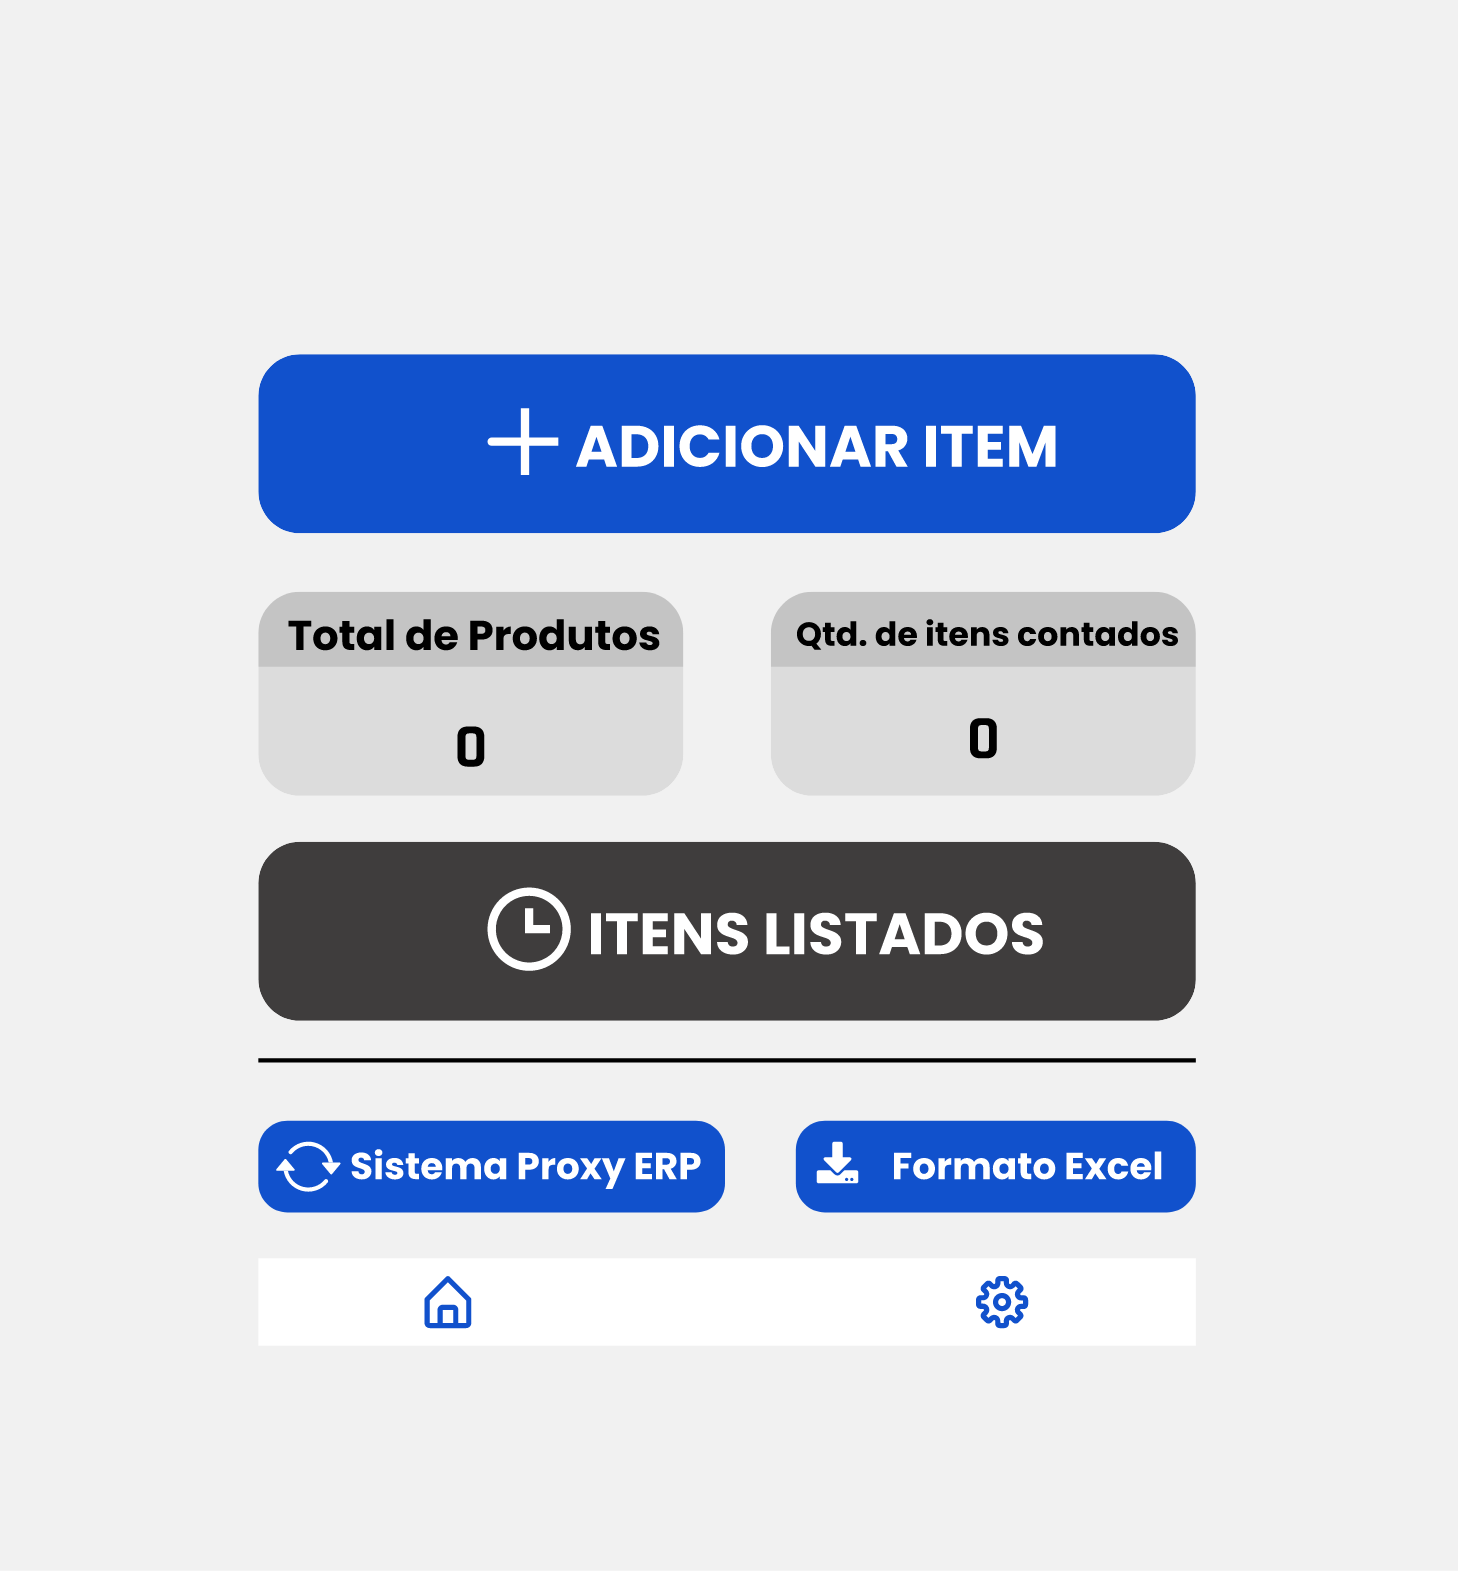 ADICIONAR ITEM
Total de Produtos
Qtd. de itens contados
0
0
ITENS LISTADOS
Sistema Proxy ERP
Formato Excel